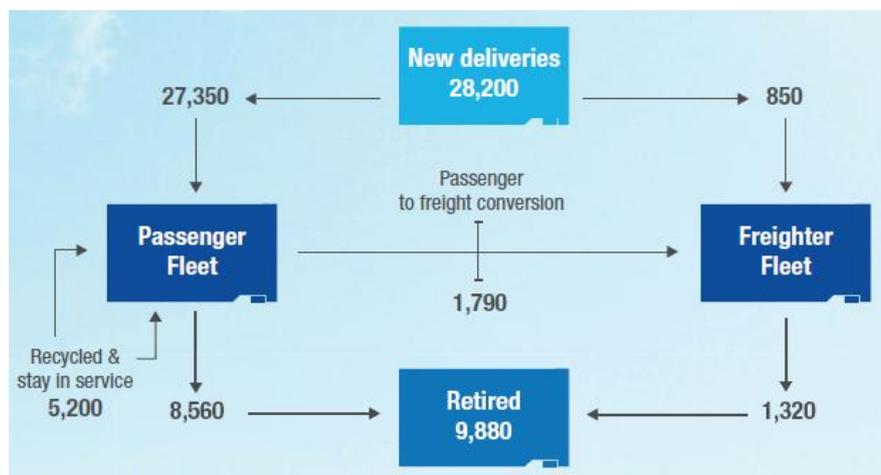 New deliveries
28,200
27,350
850
Passenger
to freight conversion
Passenger
Fleet
Freighter
Fleet
1,790
Recycled &
stay in service
5,200
8,560
Retired
9,880
1,320